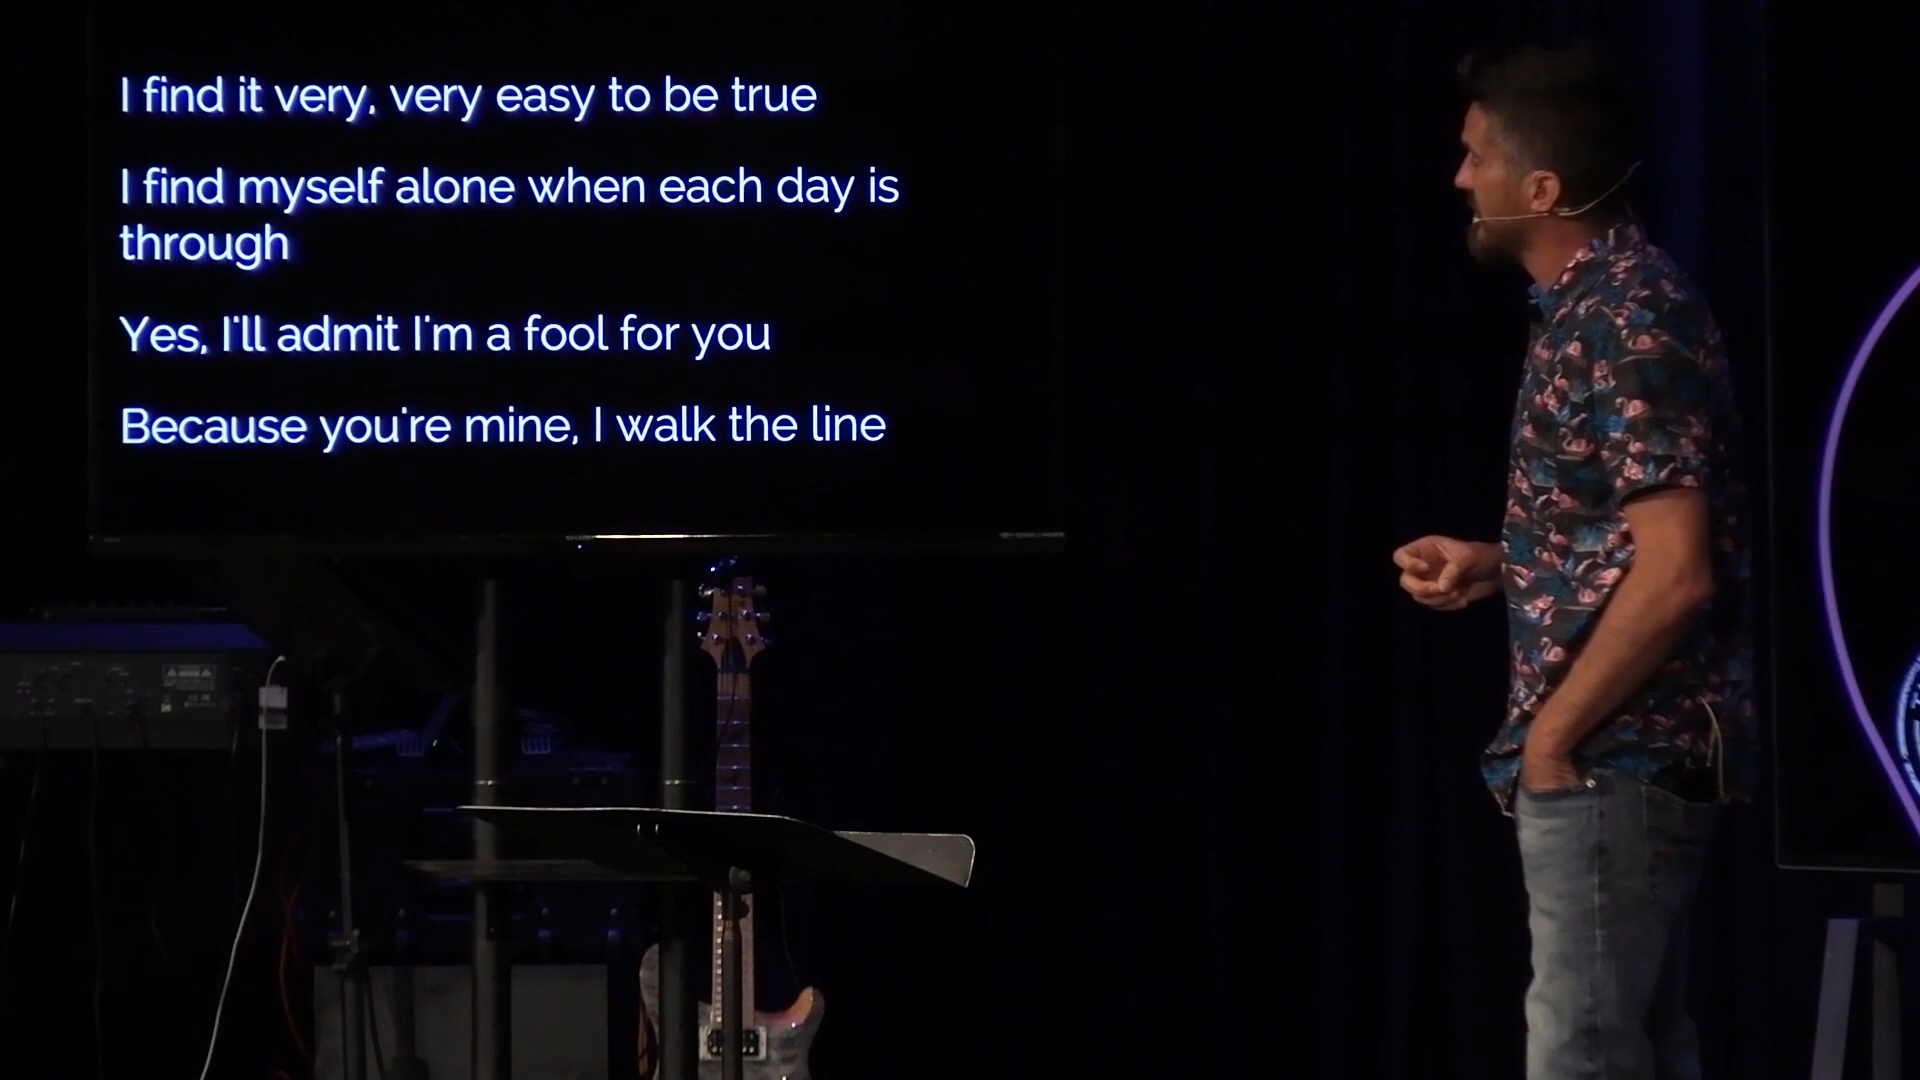 I find it very, very easy to be true
I find myself alone when each day is
through
Yes, I'll admit I'm a fool for you
Because you're mine, I walk the line